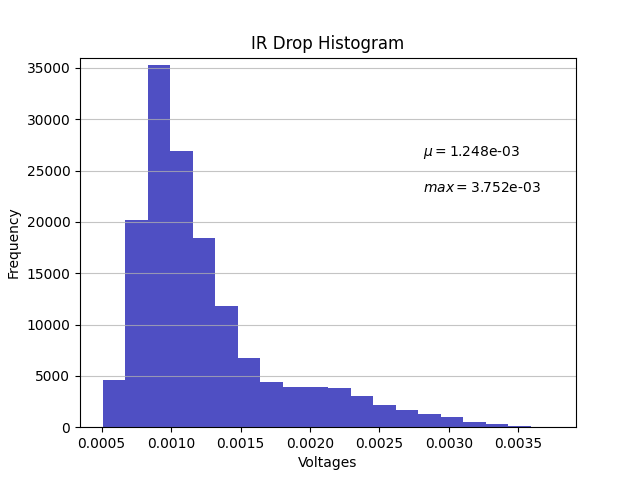 IR Drop Histogram
35000
30000
25000
20000
15000
10000
5000
0
Frequency
μ = 1.248e-03
max = 3.752e-03
0.0005 0.0010 0.0015 0.0020 0.0025 0.0030 0.0035
Voltages